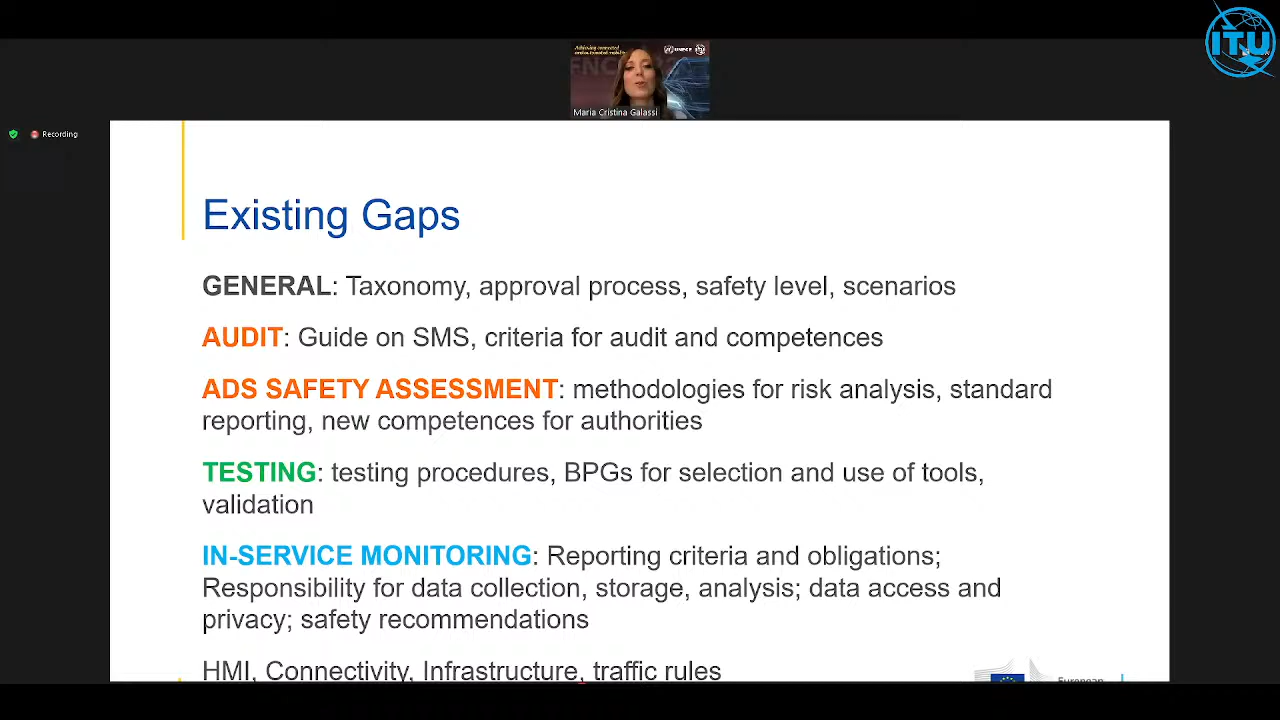 ITU
Achieving connected
Maria Cristina Galassi
Recording
Existing Gaps
GENERAL: Taxonomy, approval process, safety level, scenarios
AUDIT: Guide on SMS, criteria for audit and competences
ADS SAFETY ASSESSMENT: methodologies for risk analysis, standard
reporting, new competences for authorities
TESTING: testing procedures, BPGs for selection and use of tools,
validation
IN-SERVICE MONITORING: Reporting criteria and obligations;
Responsibility for data collection, storage, analysis; data access and
privacy; safety recommendations
HMI, Connectivity, Infrastructure, traffic rules
European